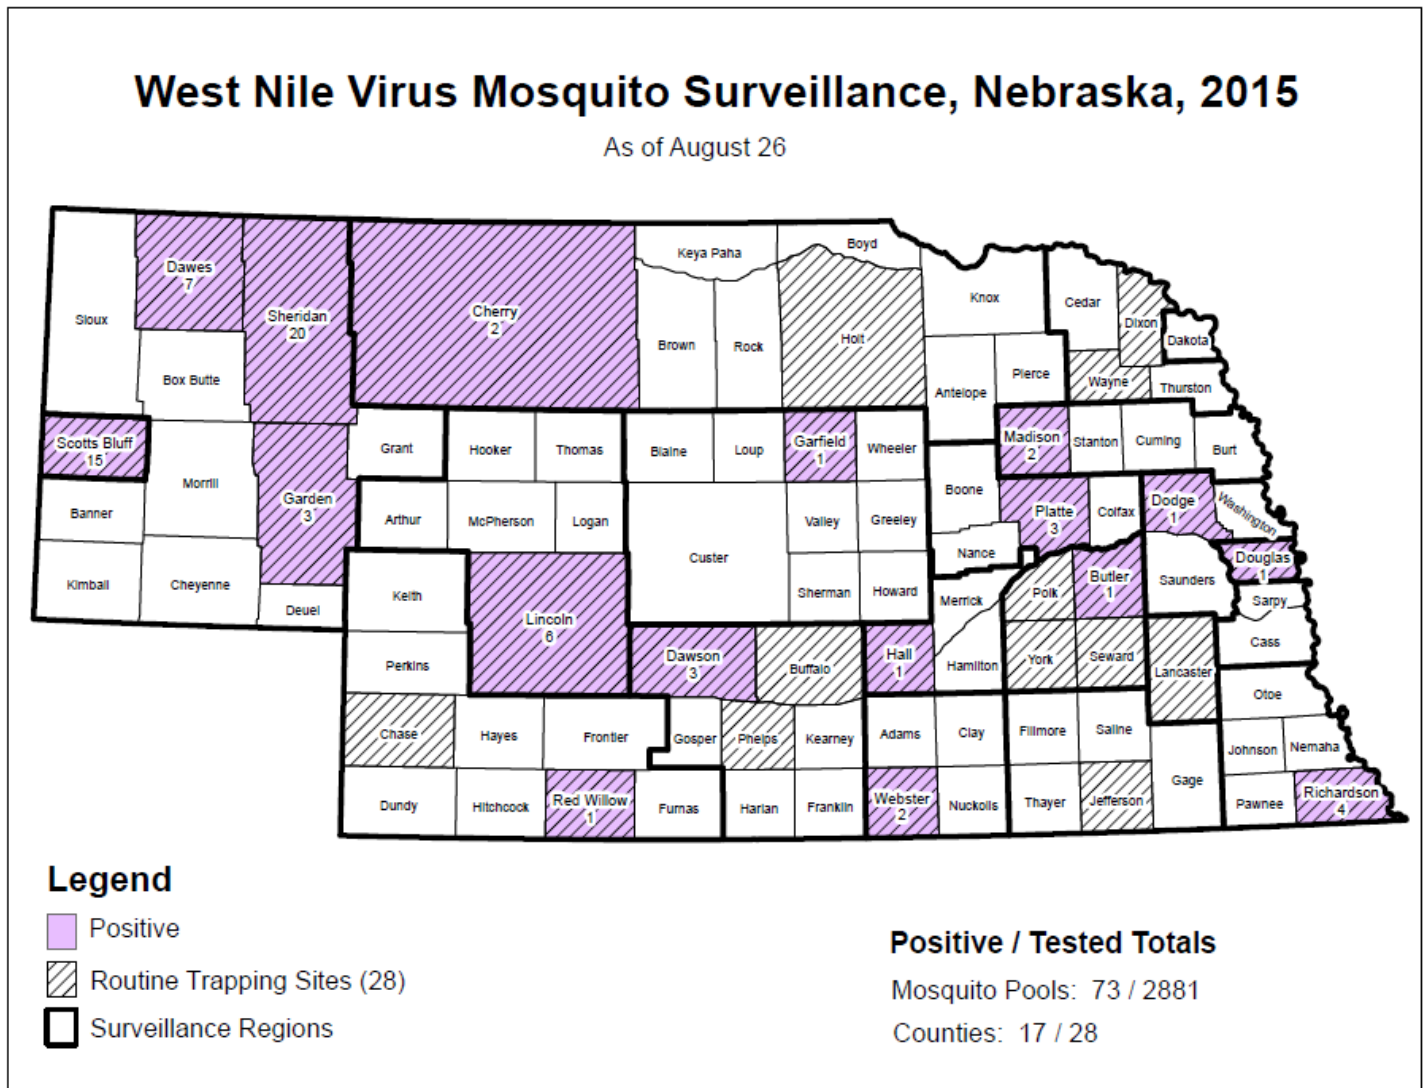 West Nile Virus Mosquito Surveillance, Nebraska, 2015
As of August 26
Sioux
Dawes
7
Sheridan
20
Box Butte
Cherry
2
Keya Paha
Boyd
Brown
Rock
Holt
Knox
Cedar
Dixon
Dakota
Antelope
Pierce
Wayne
Thurston
Scotts Bluff
15
Morrill
Garden
3
Grant
Hooker
Thomas
Blaine
Loup
Garfield
1
Wheeler
Madison
2
Stanton
Cuming
Burt
Banner
Arthur
McPherson
Logan
Custer
Valley
Greeley
Boone
Platte
3
Colfax
Dodge
1
Washington
Nance
Kimball
Cheyenne
Deuel
Keith
Lincoln
6
Sherman
Howard
Merrick
Polk
Butler
1
Saunders
Douglas
1
Sarpy
Perkins
Dawson
3
Buffalo
Hall
1
Hamilton
York
Seward
Lancaster
Cass
Otoe
Chase
Hayes
Frontier
Gosper
Phelps
Kearney
Adams
Clay
Fillmore
Saline
Gage
Johnson
Nemaha
Dundy
Hitchcock
Red Willow
1
Furnas
Harlan
Franklin
Webster
2
Nuckolls
Thayer
Jefferson
Pawnee
Richardson
4
Legend
Positive
Routine Trapping Sites (28)
Surveillance Regions
Positive / Tested Totals
Mosquito Pools: 73 / 2881
Counties: 17 / 28